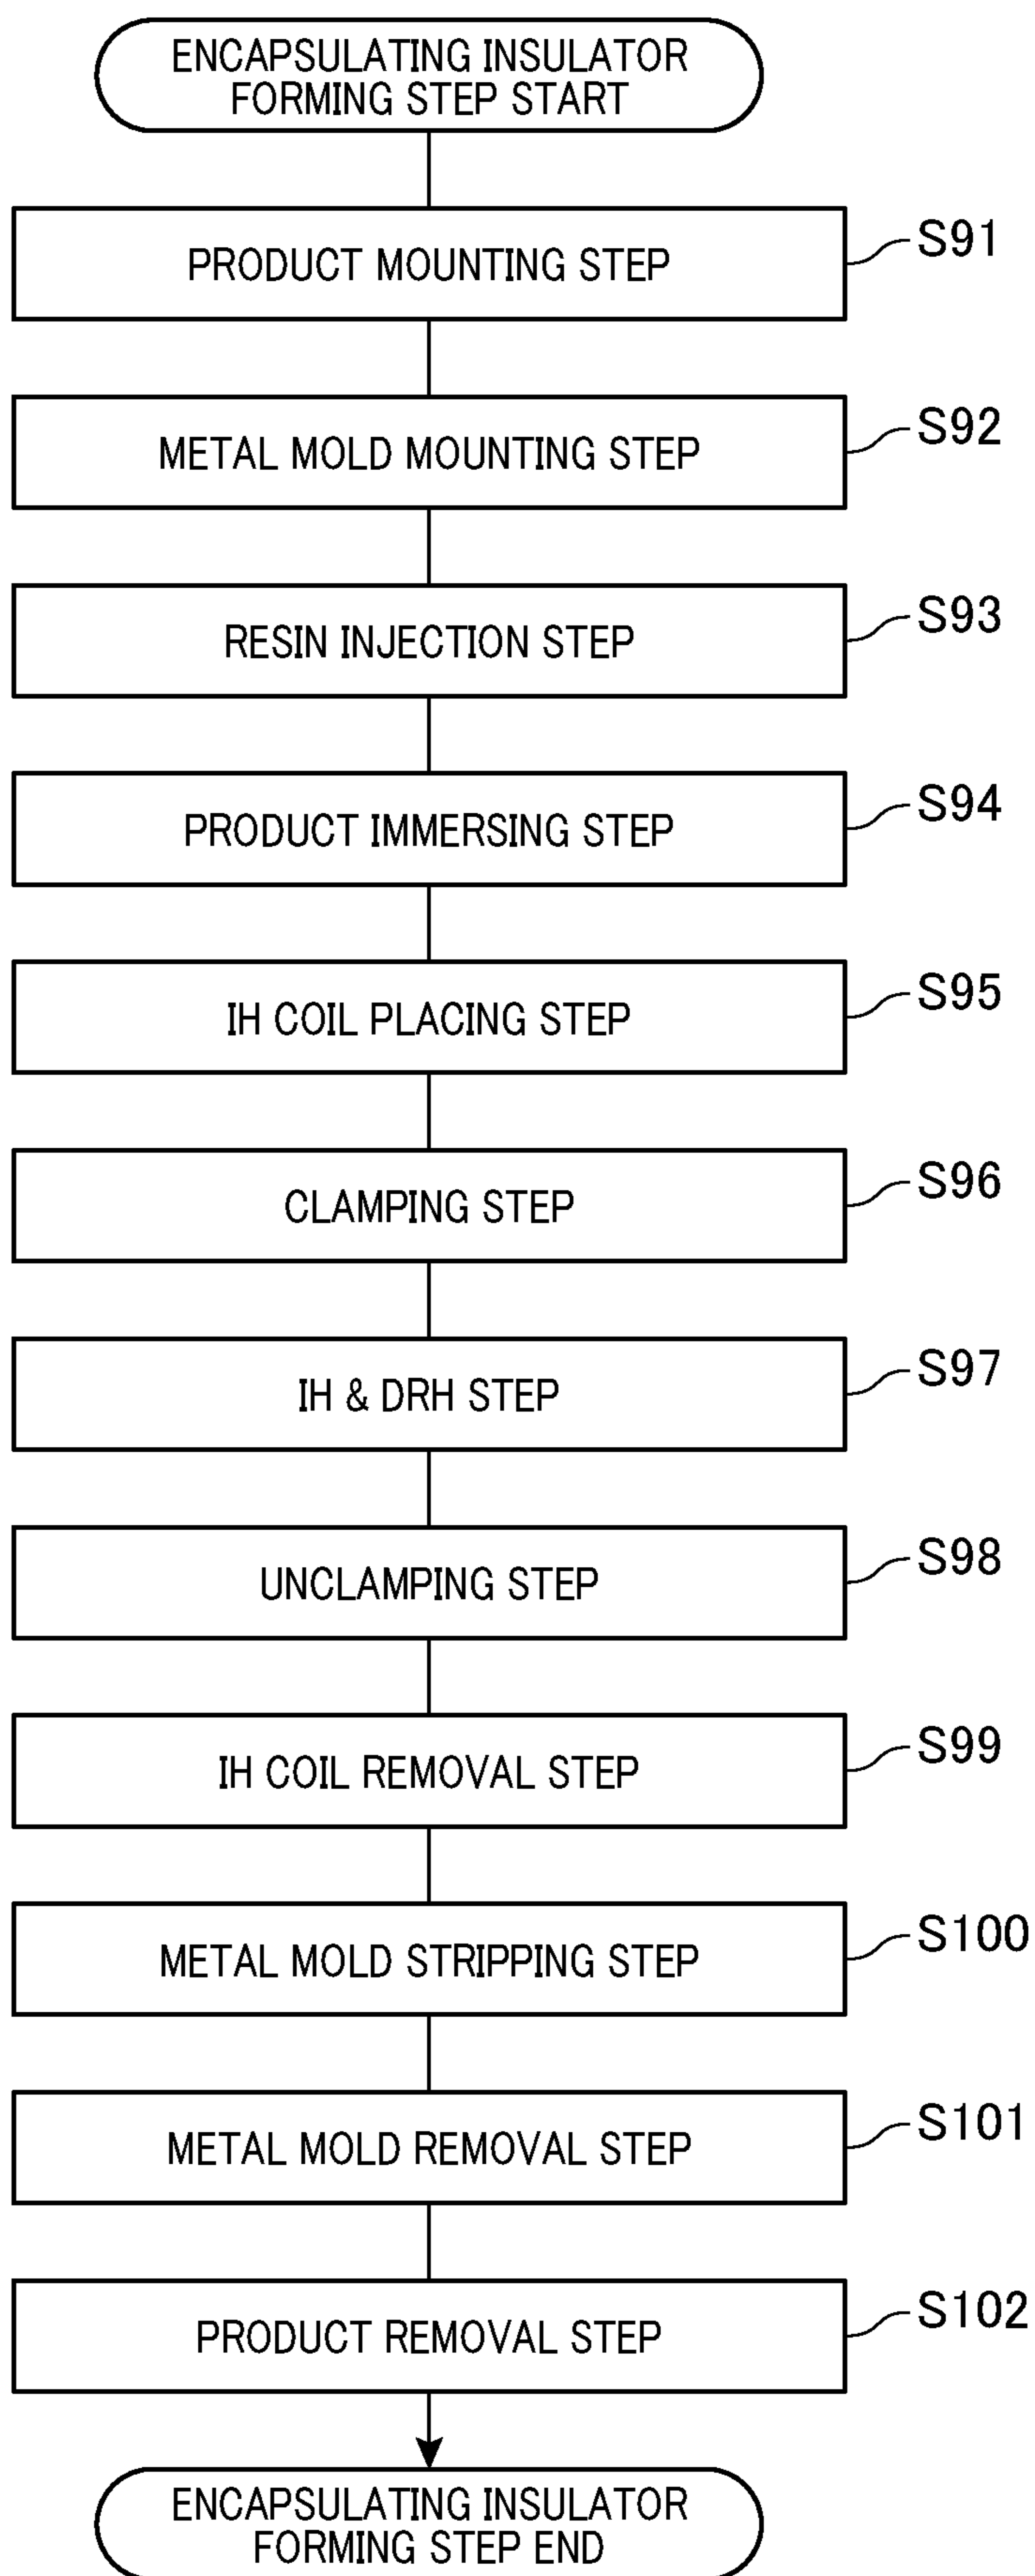 ENCAPSULATING INSULATOR
FORMING STEP START
PRODUCT MOUNTING STEP
S91
METAL MOLD MOUNTING STEP
S92
RESIN INJECTION STEP
S93
PRODUCT IMMERSING STEP
S94
IH COIL PLACING STEP
S95
CLAMPING STEP
S96
IH & DRH STEP
S97
UNCLAMPING STEP
S98
IH COIL REMOVAL STEP
S99
METAL MOLD STRIPPING STEP
S100
METAL MOLD REMOVAL STEP
S101
PRODUCT REMOVAL STEP
S102
ENCAPSULATING INSULATOR
FORMING STEP END